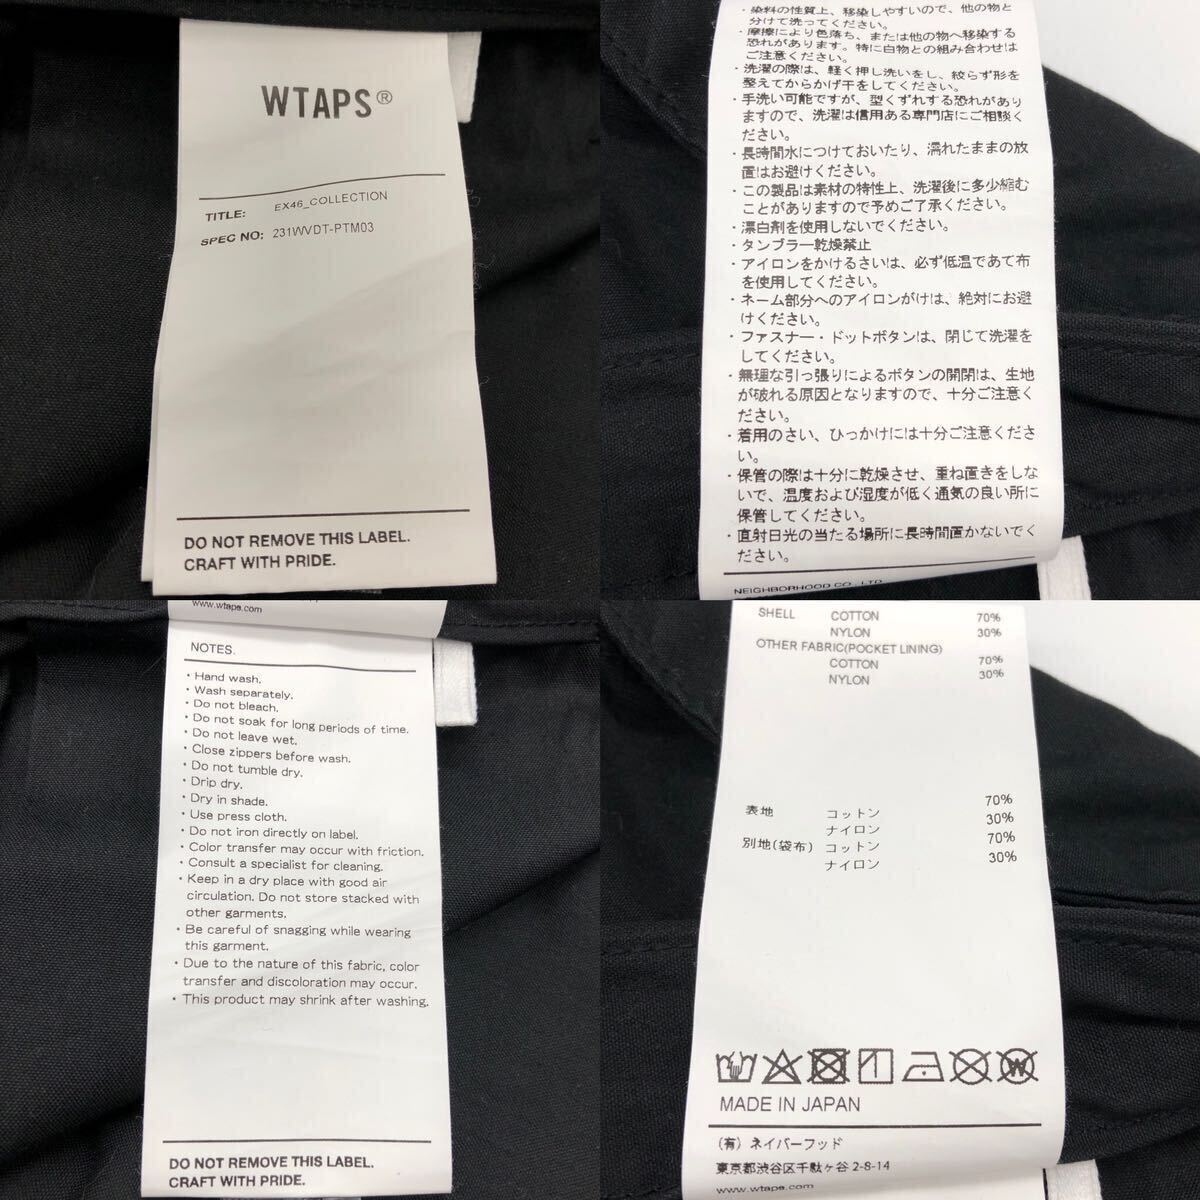 WTAPS®
TITLE: EX46_COLLECTION
SPEC NO: 231WVDT-PTM03
DO NOT REMOVE THIS LABEL.
CRAFT WITH PRIDE.
・染料の性質上、移染しやすいので、他の物と
分けて洗ってください。
・摩擦により色落ち、または他の物へ移染する
恐れがあります。特に白物との組み合わせは
ご注意ください。
・洗濯の際は、軽く押し洗いをし、絞らず形を
整えてからかげ干をしてください。
・手洗い可能ですが、型くずれする恐れがあり
ますので、洗濯は信用ある専門店にご相談く
ださい。
・長時間水につけておいたり、濡れたままの放
置はお避けください。
・この製品は素材の特性上、洗濯後に多少縮む
ことがありますので予めご了承ください。
・漂白剤を使用しないでください。
・タンブラー乾燥禁止
・アイロンをかけるさいは、必ず低温であて布
を使用してください。
・ネーム部分へのアイロンがけは、絶対にお避
けください。
・ファスナー・ドットボタンは、閉じて洗濯を
してください。
・無理な引っ張りによるボタンの開閉は、生地
が破れる原因となりますので、十分ご注意く
ださい。
・着用のさい、ひっかけには十分ご注意くださ
い。
・保管の際は十分に乾燥させ、重ね置きをしな
いで、温度および湿度が低く通気の良い所に
保管してください。
・直射日光の当たる場所に長時間置かないでく
ださい。
NEIGHBORHOOD CO., LTD.
www.wtaps.com
NOTES.
・Hand wash.
・Wash separately.
・Do not bleach.
・Do not soak for long periods of time.
・Do not leave wet.
・Close zippers before wash.
・Do not tumble dry.
・Drip dry.
・Dry in shade.
・Use press cloth.
・Do not iron directly on label.
・Color transfer may occur with friction.
・Consult a specialist for cleaning.
・Keep in a dry place with good air
circulation. Do not store stacked with
other garments.
・Be careful of snagging while wearing
this garment.
・Due to the nature of this fabric, color
transfer and discoloration may occur.
・This product may shrink after washing.
DO NOT REMOVE THIS LABEL.
CRAFT WITH PRIDE.
SHELL COTTON 70%
NYLON 30%
OTHER FABRIC(POCKET LINING)
COTTON 70%
NYLON 30%
表地 コットン 70%
ナイロン 30%
別地(袋布) コットン 70%
ナイロン 30%
MADE IN JAPAN
(有)ネイバーフッド
東京都渋谷区千駄ヶ谷 2-8-14
www.wtaps.com